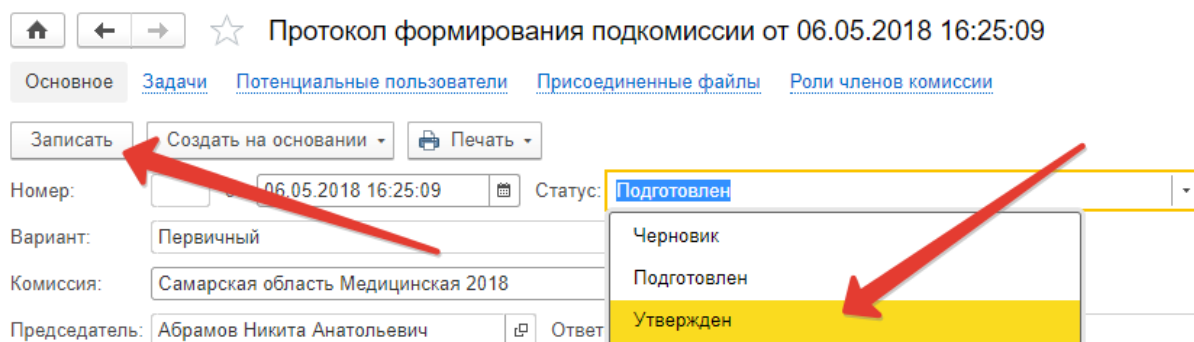 Протокол формирования подкомиссии от 06.05.2018 16:25:09
Основное Задачи Потенциальные пользователи Присоединенные файлы Роли членов комиссии
Записать Создать на основании Печать
Номер: 06.05.2018 16:25:09 Статус: Подготовлен
Черновик
Вариант: Первичный
Подготовлен
Комиссия: Самарская область Медицинская 2018
Утвержден
Председатель: Абрамов Никита Анатольевич Ответ